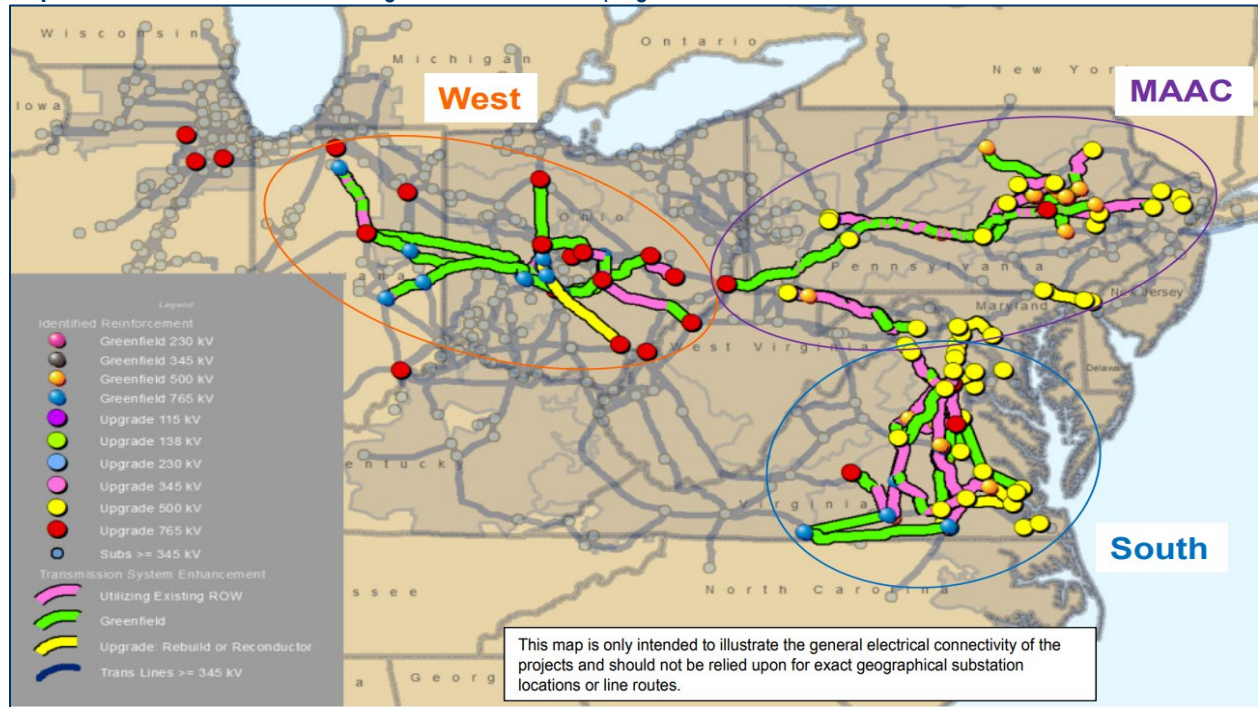 Wisconsin
Michigan
Ontario
New York
Iowa
West
MAAC
Ohio
Pennsylvania
Maryland
New Jersey
West Virginia
Delaware
Virginia
South
North Carolina
Legend
Identified Reinforcement
Greenfield 230 kV
Greenfield 345 kV
Greenfield 500 kV
Greenfield 765 kV
Upgrade 115 kV
Upgrade 138 kV
Upgrade 230 kV
Upgrade 345 kV
Upgrade 500 kV
Upgrade 765 kV
Subs >= 345 kV
Transmission System Enhancement
Utilizing Existing ROW
Greenfield
Upgrade: Rebuild or Reconductor
Trans Lines >= 345 kV
entucky
ssee
a
Georg
This map is only intended to illustrate the general electrical connectivity of the
projects and should not be relied upon for exact geographical substation
locations or line routes.